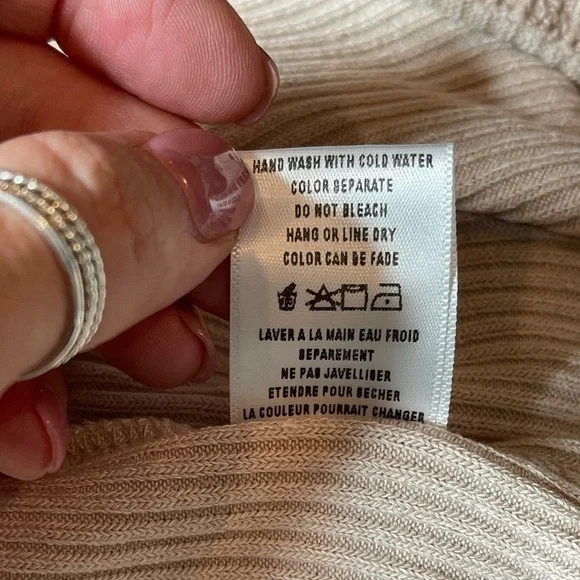 HAND WASH WITH COLD WATER
COLOR SEPARATE
DO NOT BLEACH
HANG OR LINE DRY
COLOR CAN BE FADE
LAVER A LA MAIN EAU FROID
SEPAREMENT
NE PAS JAVELLISER
ETENDRE POUR SECHER
LA COULEUR POURRAIT CHANGER